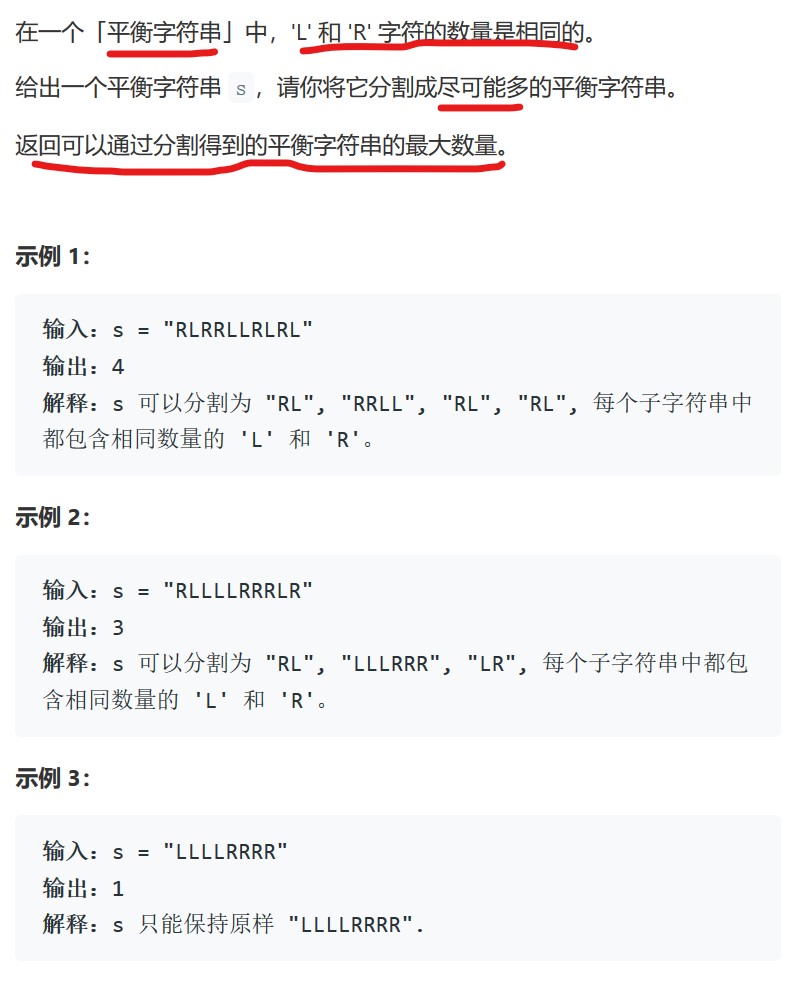 在一个「平衡字符串」中，'L' 和 'R' 字符的数量是相同的。
给出一个平衡字符串 s，请你将它分割成尽可能多的平衡字符串。
返回可以通过分割得到的平衡字符串的最大数量。
示例 1：
输入：s = "RLRRLLRLRL"
输出：4
解释：s 可以分割为 "RL", "RRLL", "RL", "RL", 每个子字符串中
都包含相同数量的 'L' 和 'R'。
示例 2：
输入：s = "RLLLLRRRLR"
输出：3
解释：s 可以分割为 "RL", "LLLRRR", "LR", 每个子字符串中都包
含相同数量的 'L' 和 'R'。
示例 3：
输入：s = "LLLLRRRR"
输出：1
解释：s 只能保持原样 "LLLLRRRR".